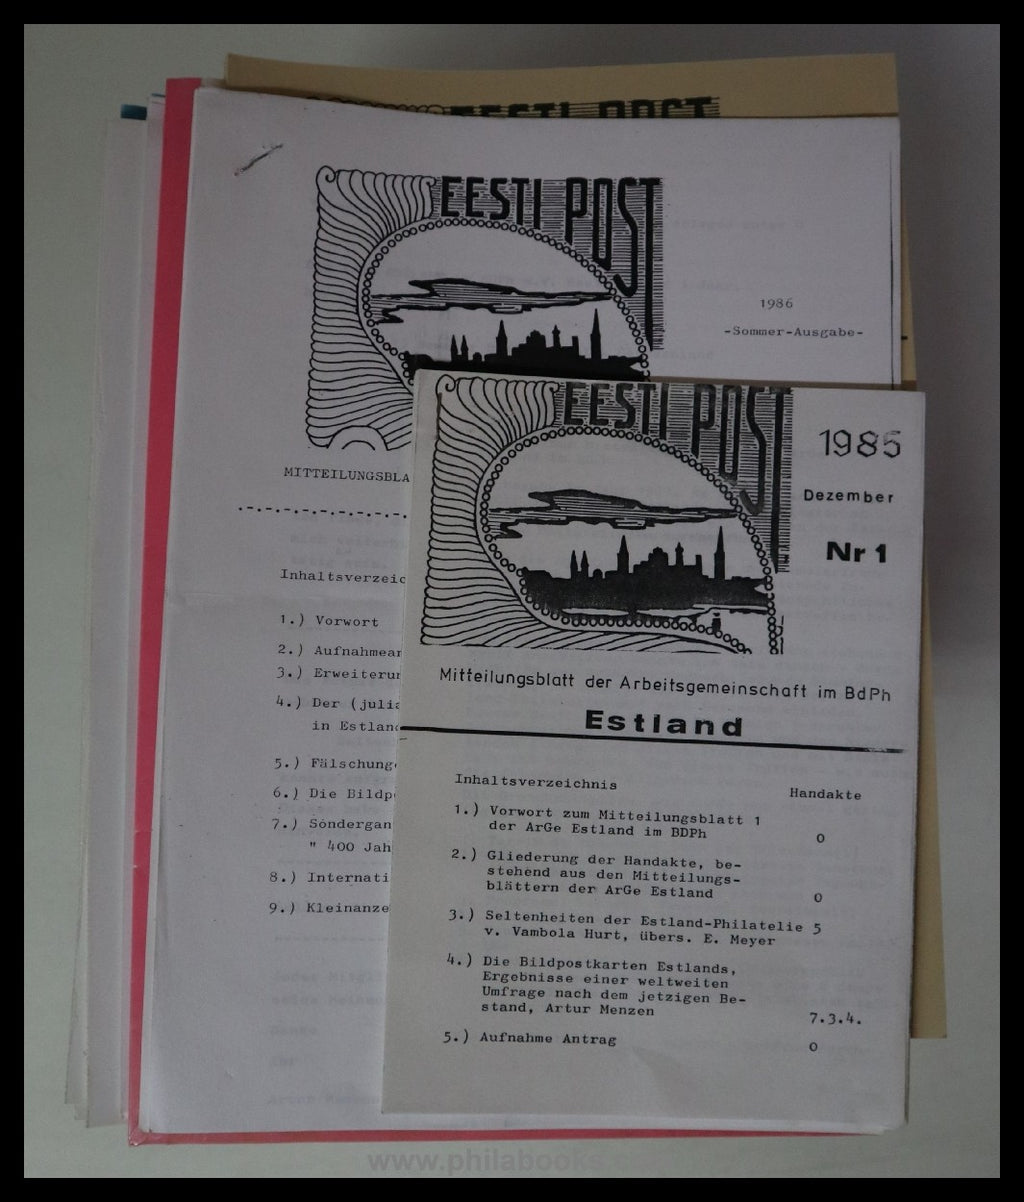 EESTI POST
EESTI POST
1986
-Sommer-Ausgabe-
MITTEILUNGSBLA
Inhaltsverzeic
1.) Vorwort
2.) Aufnahmean
3.) Erweiterun
4.) Der (julia
in Estland
5.) Fälschung
6.) Die Bildp
7.) Sondergan
" 400 Jah
8.) Internati
9.) Kleinanze
EESTI POST
1985
Dezember
Nr 1
Mitteilungsblatt der Arbeitsgemeinschaft im BdPh
Estland
Inhaltsverzeichnis
Handakte
1.) Vorwort zum Mitteilungsblatt 1
der ArGe Estland im BDPh 0
2.) Gliederung der Handakte, be-
stehend aus den Mitteilungs-
blättern der ArGe Estland 0
3.) Seltenheiten der Estland-Philatelie 5
v. Vambola Hurt, übers. E. Meyer
4.) Die Bildpostkarten Estlands,
Ergebnisse einer weltweiten
Umfrage nach dem jetzigen Be-
stand, Artur Menzen 7.3.4.
5.) Aufnahme Antrag 0
www.philabooks.